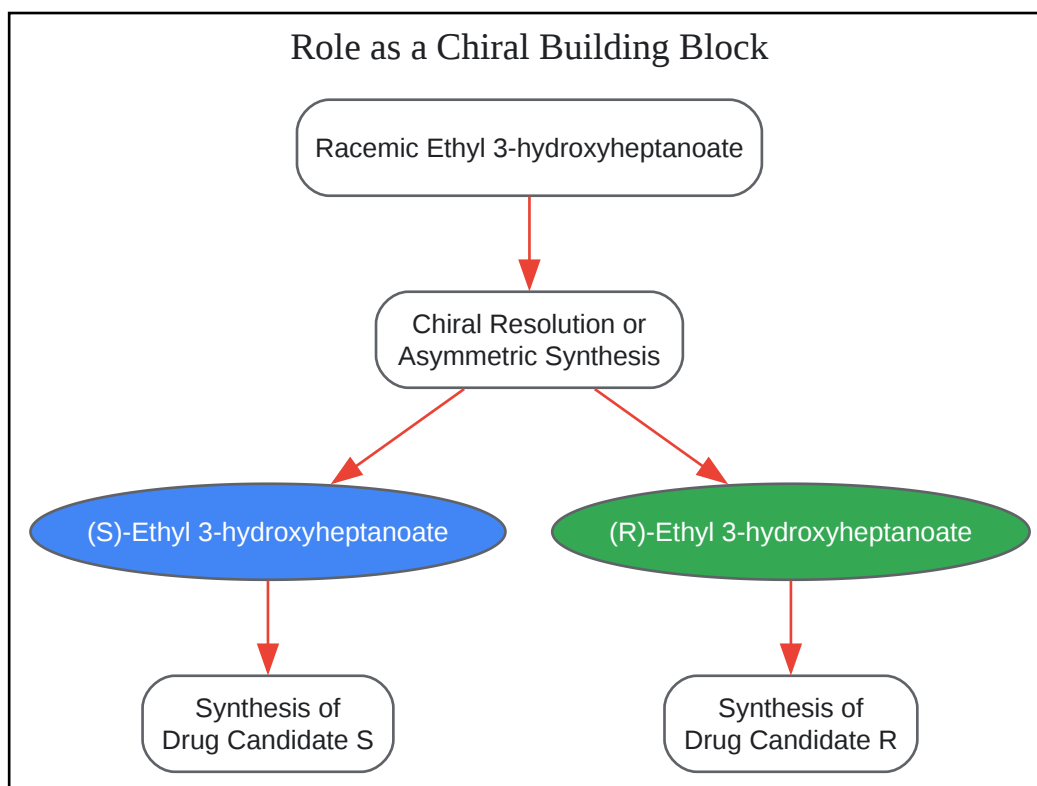 Role as a Chiral Building Block
Racemic Ethyl 3-hydroxyheptanoate
Chiral Resolution or
Asymmetric Synthesis
(S)-Ethyl 3-hydroxyheptanoate
(R)-Ethyl 3-hydroxyheptanoate
Synthesis of
Drug Candidate S
Synthesis of
Drug Candidate R